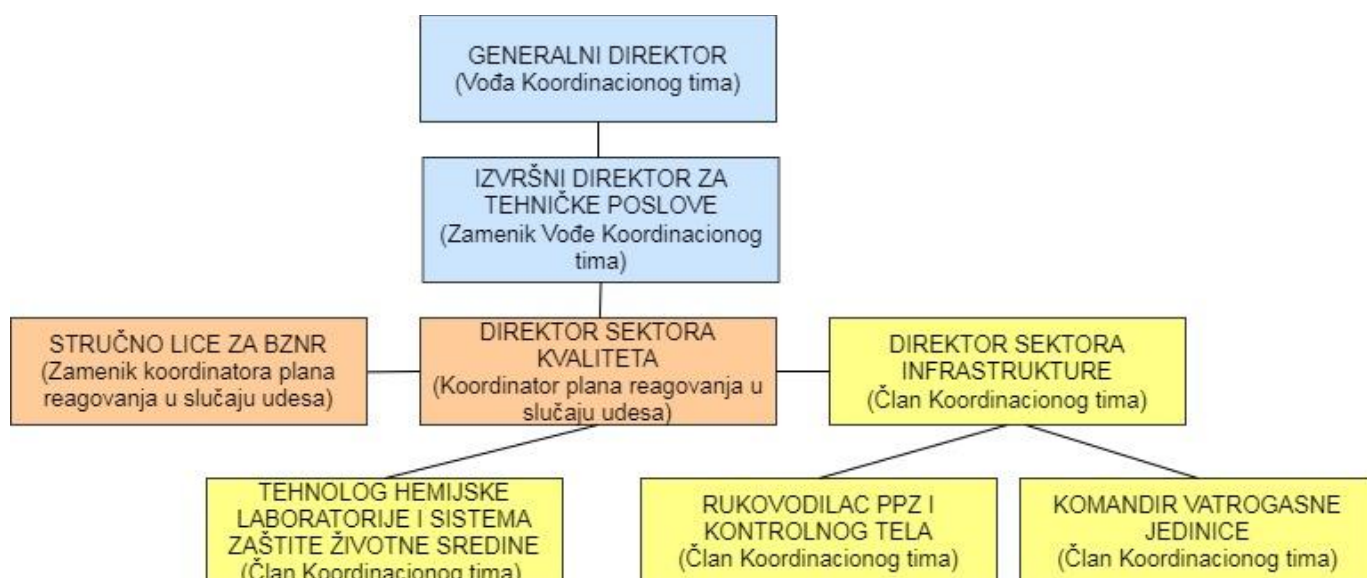 GENERALNI DIREKTOR
(Vođa Koordinacionog tima)
IZVRŠNI DIREKTOR ZA
TEHNIČKE POSLOVE
(Zamenik Vođe Koordinacionog
tima)
STRUČNO LICE ZA BZNR
(Zamenik koordinatora plana
reagovanja u slučaju udesa)
DIREKTOR SEKTORA
KVALITETA
(Koordinator plana reagovanja u
slučaju udesa)
DIREKTOR SEKTORA
INFRASTRUKTURE
(Član Koordinacionog tima)
TEHNOLOG HEMIJSKE
LABORATORIJE I SISTEMA
ZAŠTITE ŽIVOTNE SREDINE
(Član Koordinacionog tima)
RUKOVODILAC PPZ I
KONTROLNOG TELA
(Član Koordinacionog tima)
KOMANDIR VATROGASNE
JEDINICE
(Član Koordinacionog tima)